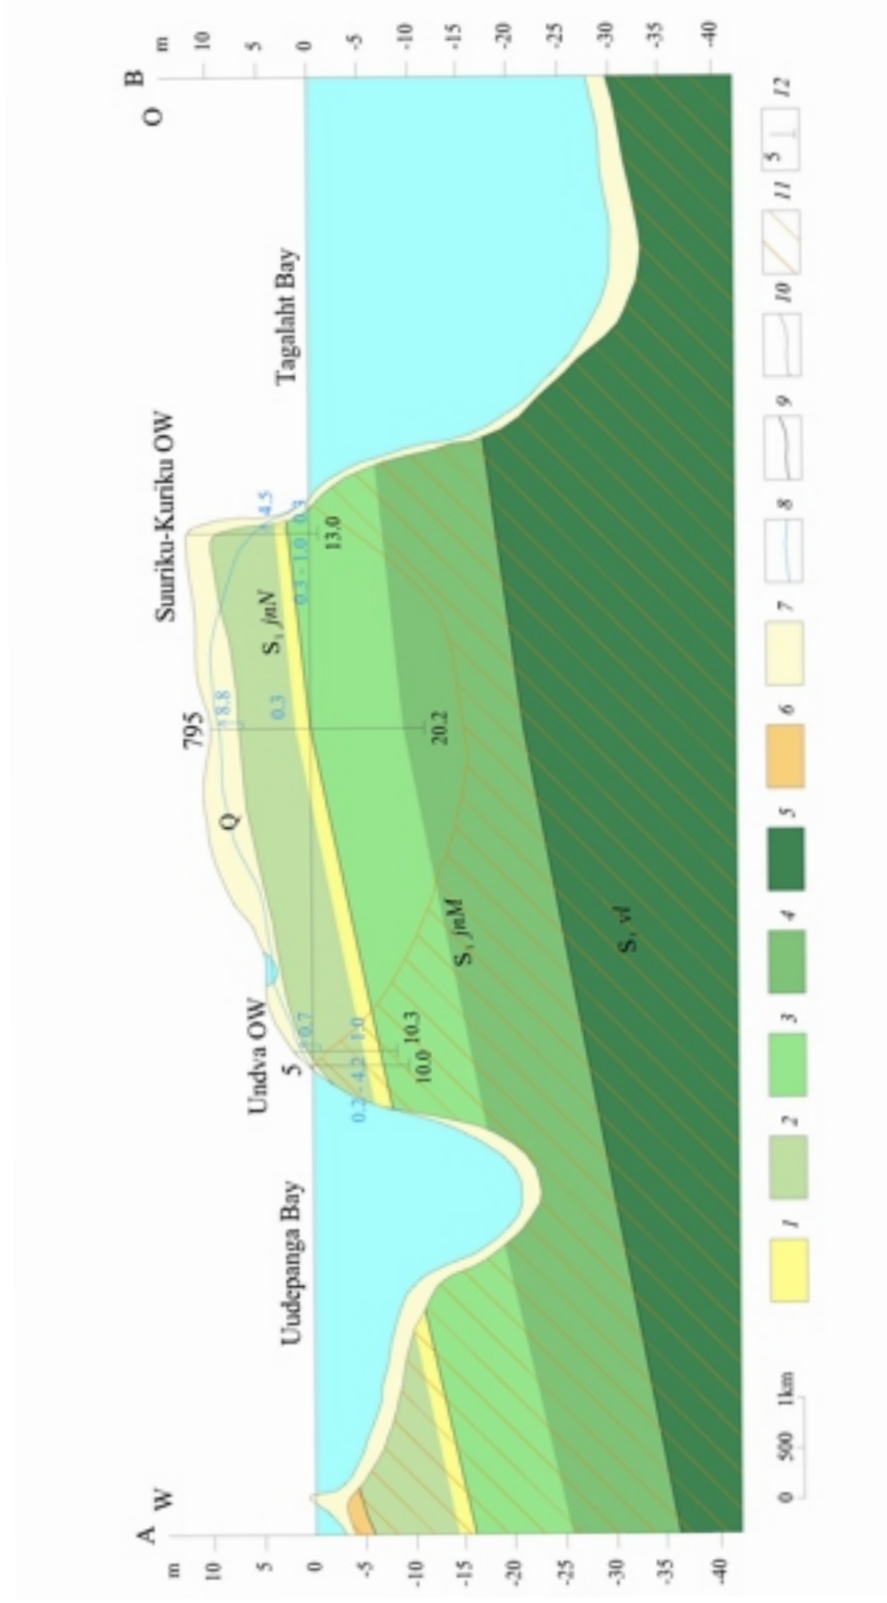 A
W
O
B
m
10
5
0
-5
-10
-15
-20
-25
-30
-35
-40
m
10
5
0
-5
-10
-15
-20
-25
-30
-35
-40
Uudepanga Bay
Undva OW
5
795
Suuriku-Kuriku OW
Tagalaht Bay
Q
8.8
4.5
S₁ jnN
0.3
0.3 - 1.0
0.3
0.7
0.2 - 4.2
1.0
10.0
10.3
20.2
13.0
S₁ jnM
S₁ vl
0 500 1km
1 2 3 4 5 6 7 8 9 10 11 12
5